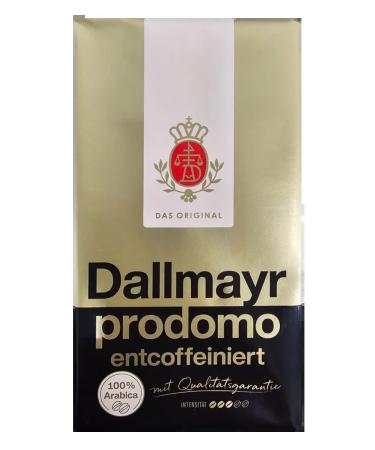 DAS ORIGINAL
Dallmayr
prodomo
entcoffeiniert
100%
Arabica
mit Qualitätsgarantie
INTENSITÄT